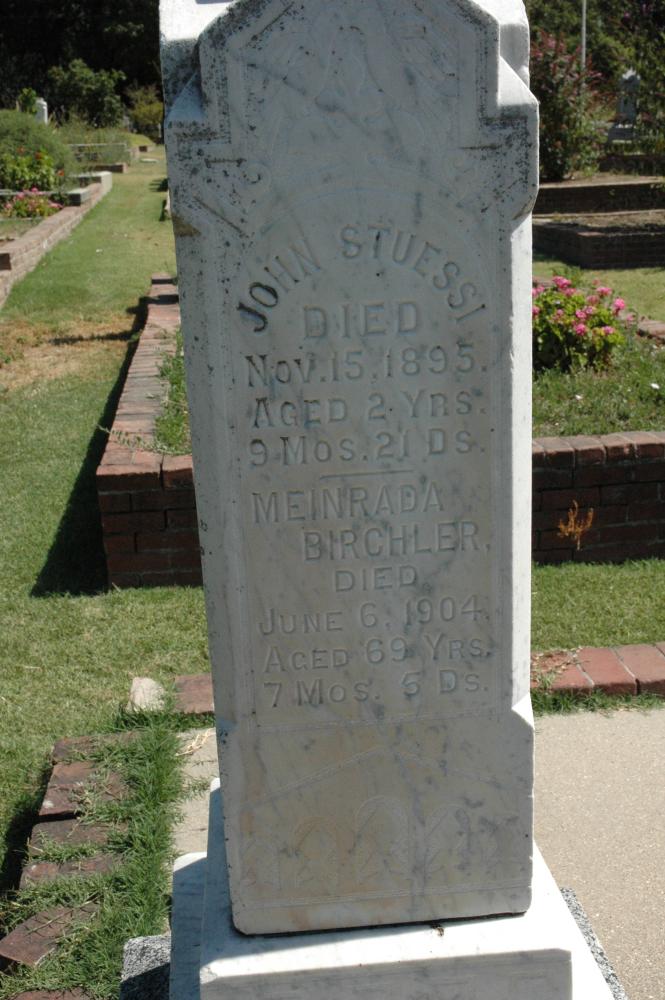 JOHN STUESSI
DIED
NOV. 15, 1895.
AGED 2 YRS.
9 MOS. 21 DS.
MEINRADA
BIRCHLER,
DIED
JUNE 6, 1904.
AGED 69 YRS.
7 MOS. 5 DS.